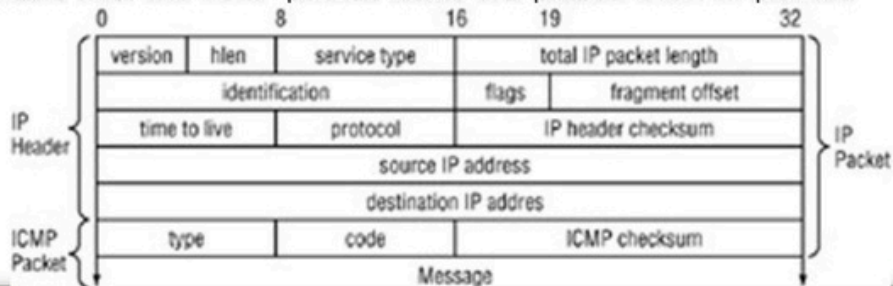 0 8 16 19 32
version hlen service type total IP packet length
identification flags fragment offset
IP Header
time to live protocol IP header checksum
IP Packet
source IP address
destination IP addres
ICMP Packet
type code ICMP checksum
Message